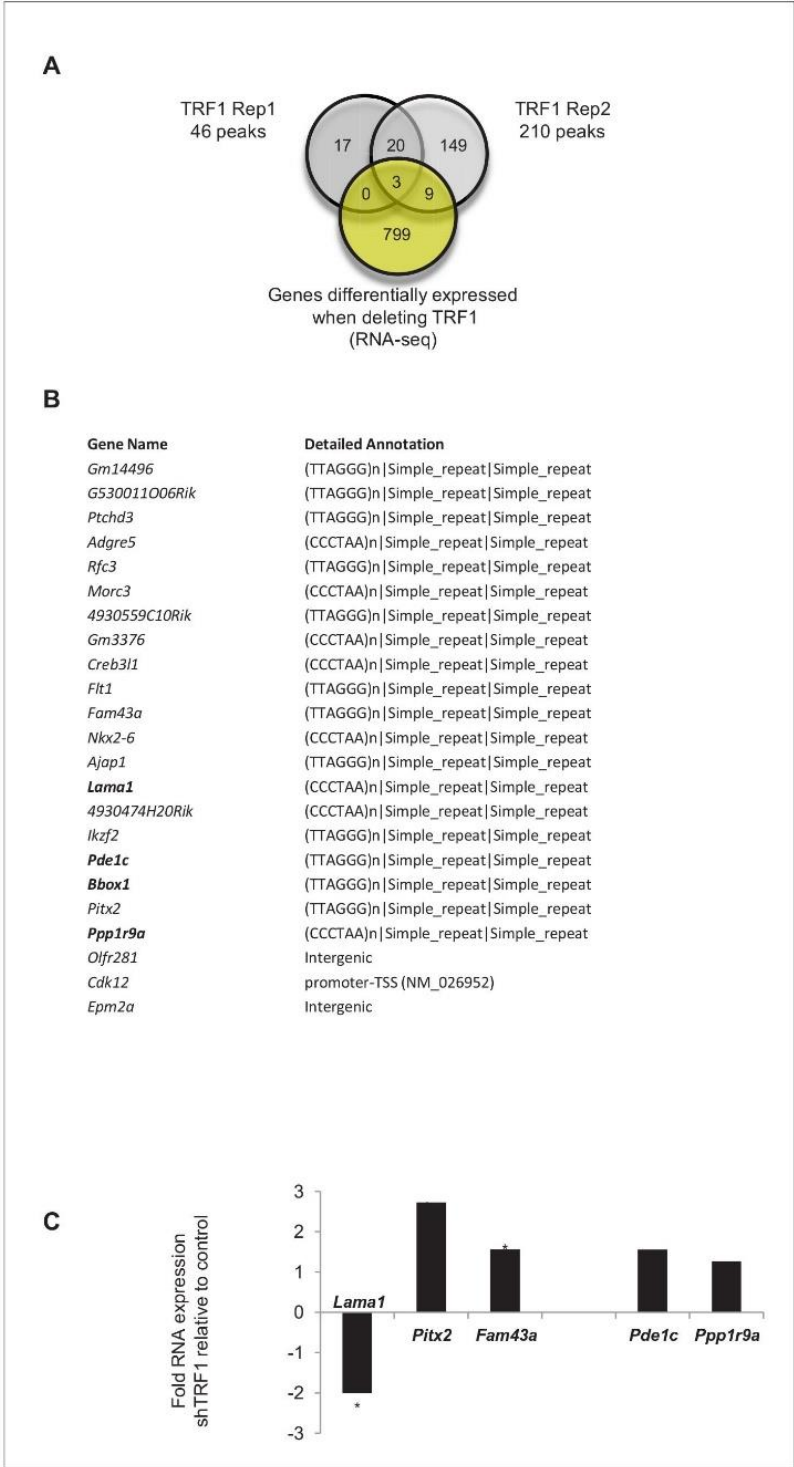 A
TRF1 Rep1
46 peaks
TRF1 Rep2
210 peaks
17
20
149
3
0
9
799
Genes differentially expressed
when deleting TRF1
(RNA-seq)
B
Gene Name Detailed Annotation
Gm14496 (TTAGGG)n|Simple_repeat|Simple_repeat
G530011O06Rik (TTAGGG)n|Simple_repeat|Simple_repeat
Ptchd3 (TTAGGG)n|Simple_repeat|Simple_repeat
Adgre5 (CCCTAA)n|Simple_repeat|Simple_repeat
Rfc3 (TTAGGG)n|Simple_repeat|Simple_repeat
Morc3 (CCCTAA)n|Simple_repeat|Simple_repeat
4930559C10Rik (TTAGGG)n|Simple_repeat|Simple_repeat
Gm3376 (CCCTAA)n|Simple_repeat|Simple_repeat
Creb3l1 (CCCTAA)n|Simple_repeat|Simple_repeat
Flt1 (TTAGGG)n|Simple_repeat|Simple_repeat
Fam43a (TTAGGG)n|Simple_repeat|Simple_repeat
Nkx2-6 (CCCTAA)n|Simple_repeat|Simple_repeat
Ajap1 (TTAGGG)n|Simple_repeat|Simple_repeat
Lama1 (CCCTAA)n|Simple_repeat|Simple_repeat
4930474H20Rik (CCCTAA)n|Simple_repeat|Simple_repeat
Ikzf2 (TTAGGG)n|Simple_repeat|Simple_repeat
Pde1c (TTAGGG)n|Simple_repeat|Simple_repeat
Bbox1 (TTAGGG)n|Simple_repeat|Simple_repeat
Pitx2 (TTAGGG)n|Simple_repeat|Simple_repeat
Ppp1r9a (CCCTAA)n|Simple_repeat|Simple_repeat
Olfr281 Intergenic
Cdk12 promoter-TSS (NM_026952)
Epm2a Intergenic
C
Fold RNA expression
shTRF1 relative to control
3
2
1
0
-1
-2
-3
Lama1
*
Pitx2
*
Fam43a
Pde1c
Ppp1r9a